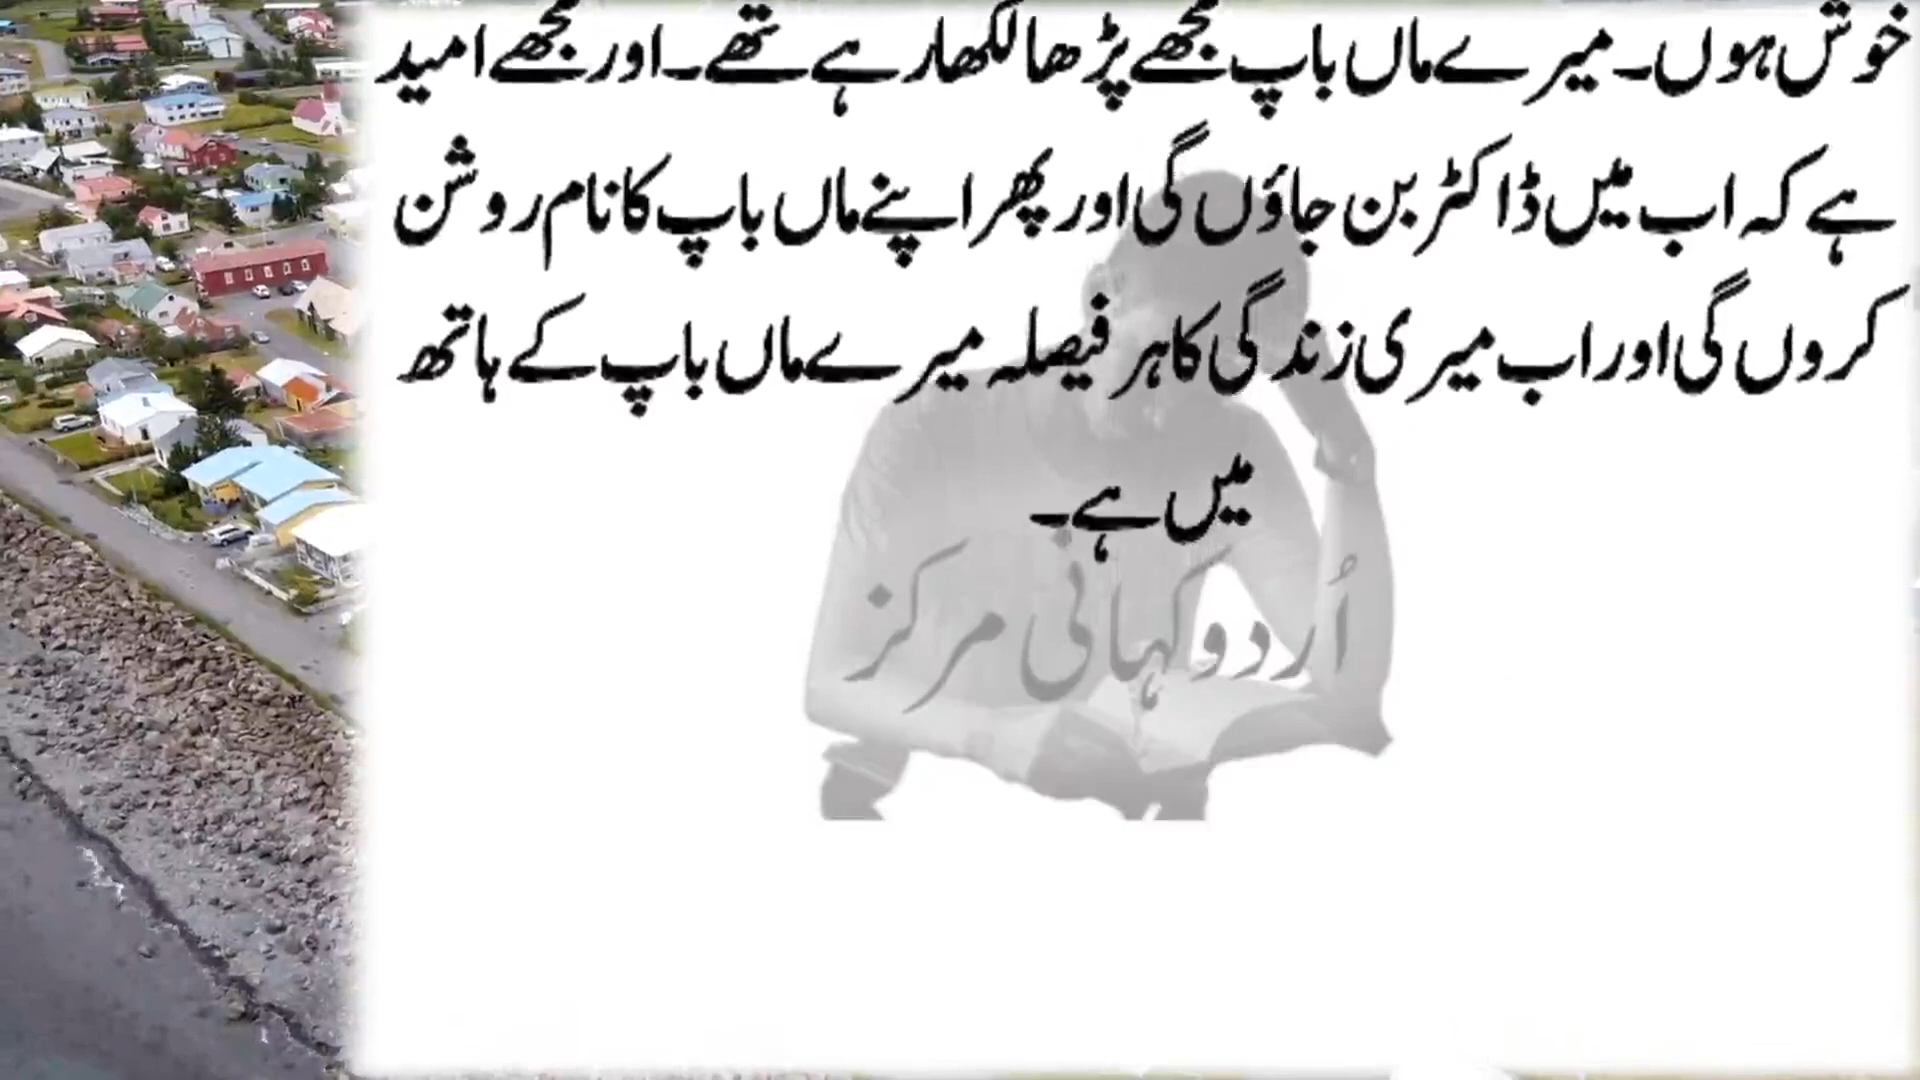 خوش ہوں۔ میرے ماں باپ مجھے پڑھا لکھا رہے تھے۔ اور مجھے امید
ہے کہ اب میں ڈاکٹر بن جاؤں گی اور پھر اپنے ماں باپ کا نام روشن
کروں گی اور اب میری زندگی کا ہر فیصلہ میرے ماں باپ کے ہاتھ
میں ہے۔
اُردو کہانی مرکز